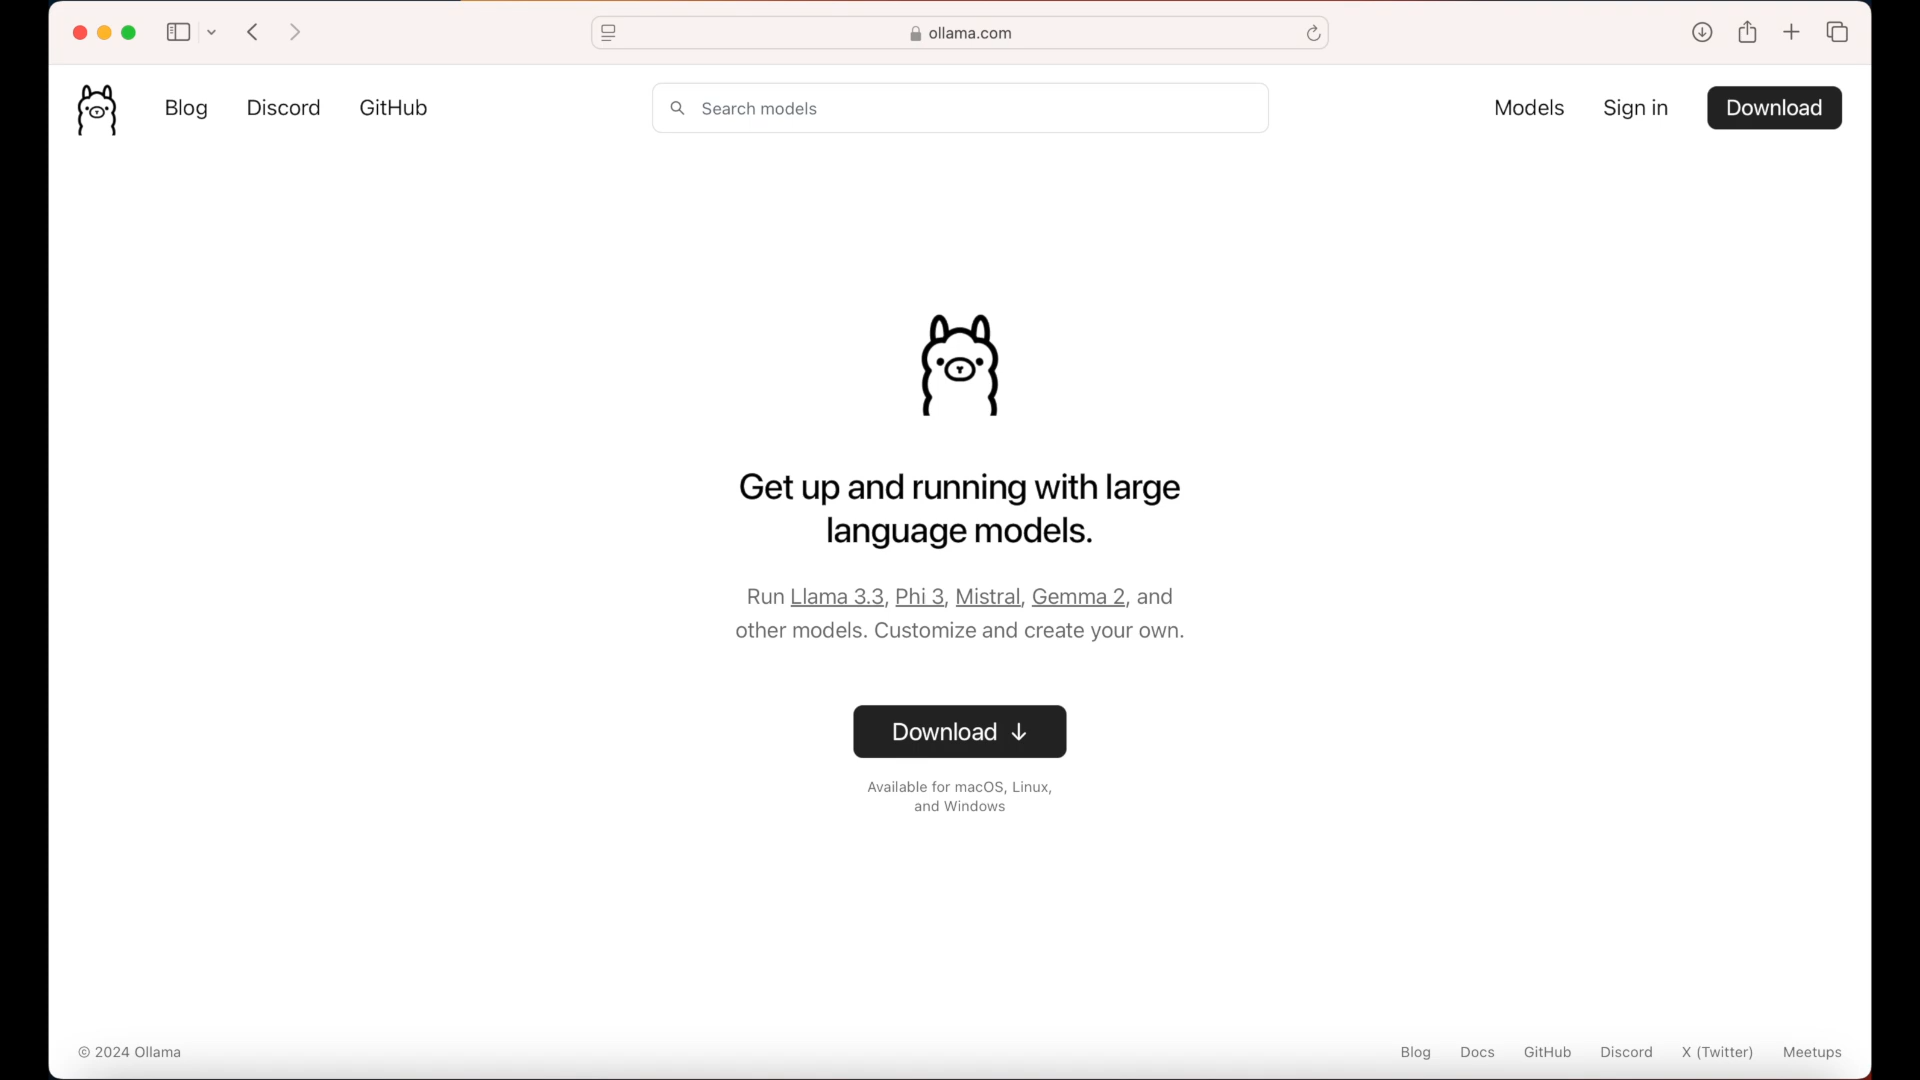 ollama.com
Blog Discord GitHub Search models Models Sign in Download
Get up and running with large
language models.
Run Llama 3.3, Phi 3, Mistral, Gemma 2, and
other models. Customize and create your own.
Download ↓
Available for macOS, Linux,
and Windows
© 2024 Ollama Blog Docs GitHub Discord X (Twitter) Meetups